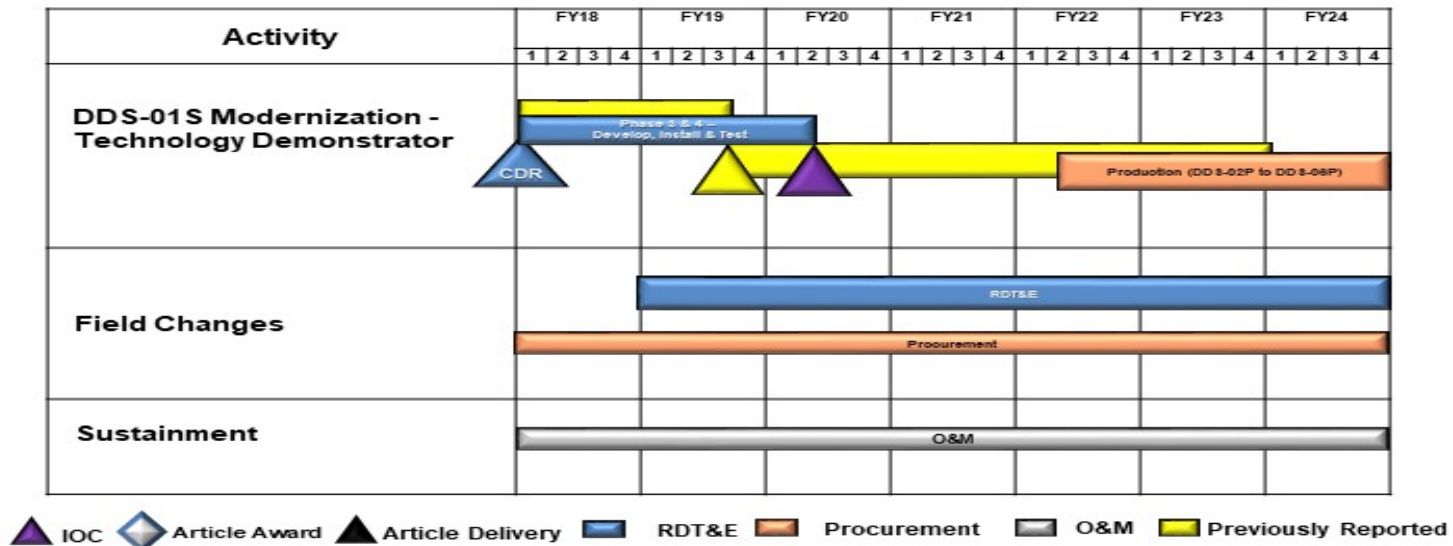 Activity
FY18 FY19 FY20 FY21 FY22 FY23 FY24
1 2 3 4 1 2 3 4 1 2 3 4 1 2 3 4 1 2 3 4 1 2 3 4 1 2 3 4
DDS-01S Modernization -
Technology Demonstrator
Phase 3 & 4 –
Develop, Install & Test
CDR
Production (DDS-02P to DDS-06P)
Field Changes
RDT&E
Procurement
Sustainment
O&M
IOC Article Award Article Delivery RDT&E Procurement O&M Previously Reported